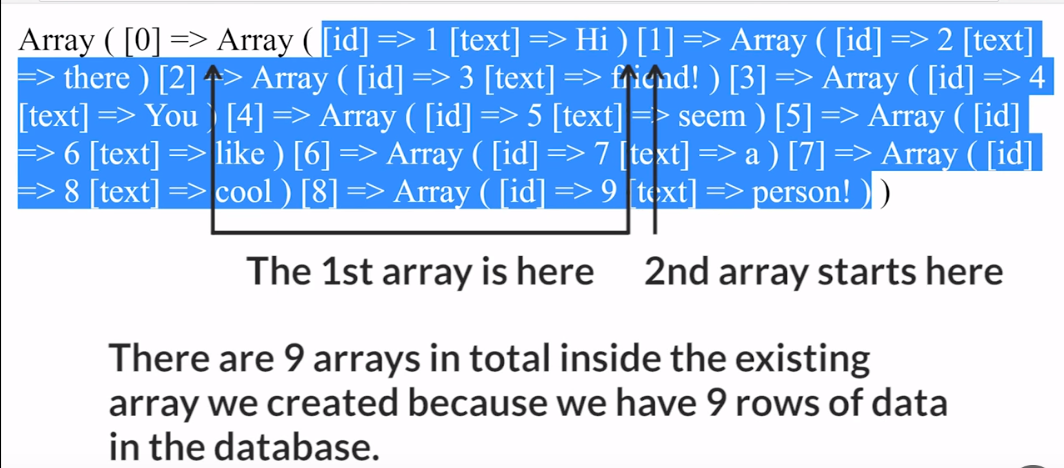 Array ( [0] => Array ( [id] => 1 [text] => Hi ) [1] => Array ( [id] => 2 [text]
=> there ) [2] => Array ( [id] => 3 [text] => friend! ) [3] => Array ( [id] => 4
[text] => You ) [4] => Array ( [id] => 5 [text] => seem ) [5] => Array ( [id]
=> 6 [text] => like ) [6] => Array ( [id] => 7 [text] => a ) [7] => Array ( [id]
=> 8 [text] => cool ) [8] => Array ( [id] => 9 [text] => person! ) )
The 1st array is here
2nd array starts here
There are 9 arrays in total inside the existing
array we created because we have 9 rows of data
in the database.